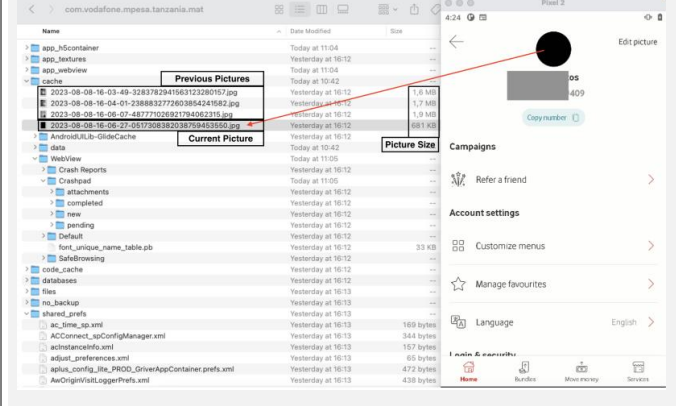 com.vodafone.mpesa.tanzania.mat
Name
Date Modified
Size
app_h5container
Today at 11:04
--
app_textures
Yesterday at 16:12
--
app_webview
Today at 11:04
--
cache
Today at 10:42
--
Previous Pictures
2023-08-08-16-03-49-3283782941563123280157.jpg
Yesterday at 16:12
1,6 MB
2023-08-08-16-04-01-2388832772603854241582.jpg
Yesterday at 16:12
1,7 MB
2023-08-08-16-06-07-487771026921794062315.jpg
Yesterday at 16:12
1,9 MB
2023-08-08-16-06-27-0517308382038759453550.jpg
Yesterday at 16:12
681 KB
Current Picture
Picture Size
AndroidUILib-GlideCache
Yesterday at 16:12
--
data
Today at 10:42
--
WebView
Today at 11:05
--
Crash Reports
Yesterday at 16:12
--
Crashpad
Today at 11:05
--
attachments
Yesterday at 16:12
--
completed
Yesterday at 16:12
--
new
Yesterday at 16:12
--
pending
Yesterday at 16:12
--
Default
Yesterday at 16:12
--
font_unique_name_table.pb
Yesterday at 16:12
33 KB
SafeBrowsing
Yesterday at 16:12
--
code_cache
Yesterday at 16:12
--
databases
Yesterday at 16:12
--
files
Yesterday at 16:13
--
no_backup
Yesterday at 16:13
--
shared_prefs
Yesterday at 16:13
--
ac_time_sp.xml
Yesterday at 16:13
169 bytes
ACConnect_spConfigManager.xml
Yesterday at 16:13
344 bytes
acInstanceInfo.xml
Yesterday at 16:13
157 bytes
adjust_preferences.xml
Yesterday at 16:13
65 bytes
aplus_config_lite_PROD_GriverAppContainer.prefs.xml
Yesterday at 16:13
472 bytes
AwOriginVisitLoggerPrefs.xml
Yesterday at 16:13
438 bytes
Pixel 3
4:24
Edit picture
os
409
Copy number
Campaigns
Refer a friend
Account settings
Customize menus
Manage favourites
Language
English
Login & security
Home
Bundles
Move money
Services